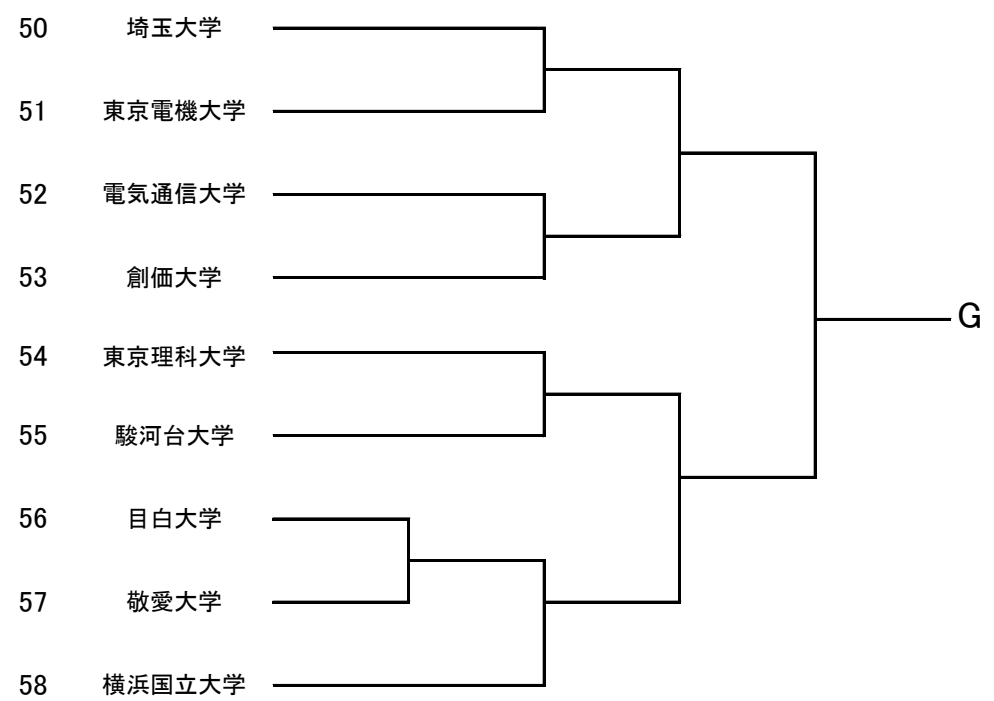 50 埼玉大学
51 東京電機大学
52 電気通信大学
53 創価大学
G
54 東京理科大学
55 駿河台大学
56 目白大学
57 敬愛大学
58 横浜国立大学